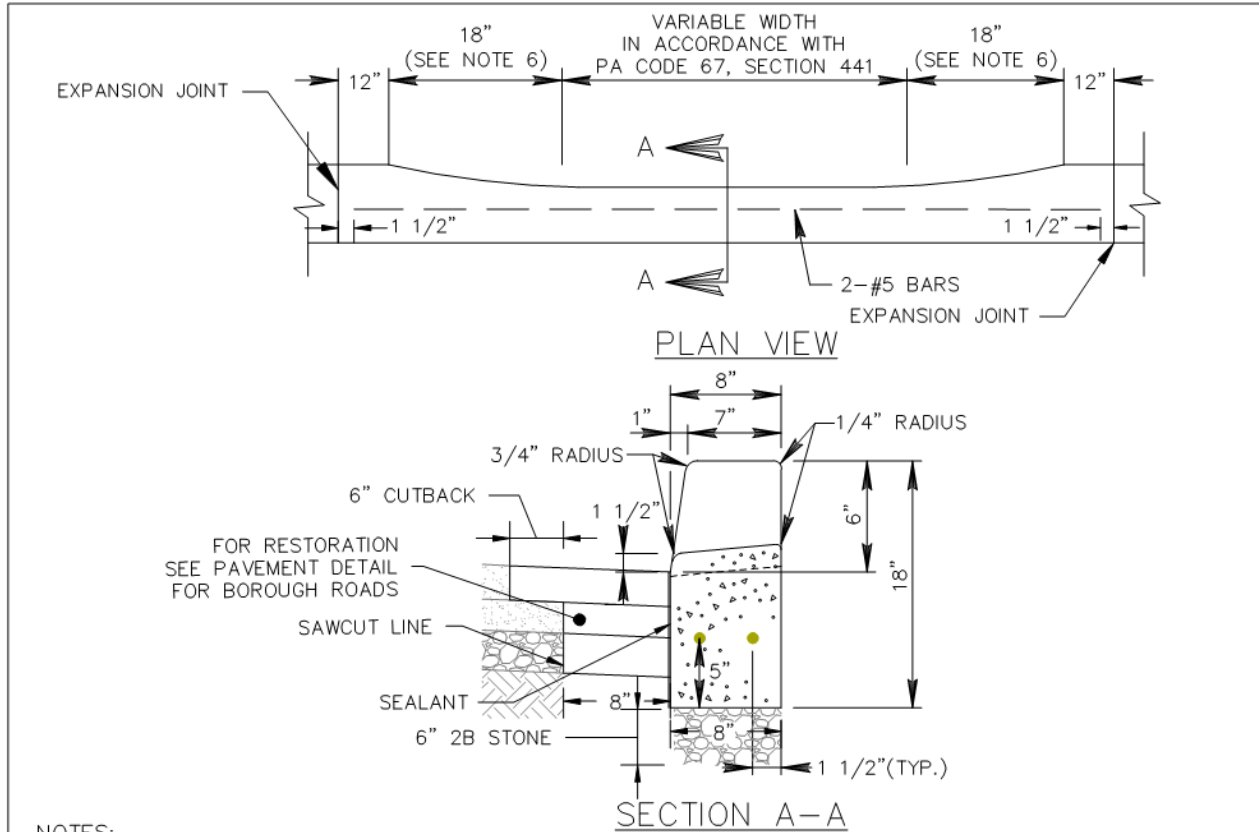 VARIABLE WIDTH
IN ACCORDANCE WITH
PA CODE 67, SECTION 441
18"
(SEE NOTE 6)
18"
(SEE NOTE 6)
12"
12"
EXPANSION JOINT
A
A
1 1/2"
1 1/2"
2-#5 BARS
EXPANSION JOINT
PLAN VIEW
8"
1"
7"
1/4" RADIUS
3/4" RADIUS
6" CUTBACK
1 1/2"
6"
18"
FOR RESTORATION
SEE PAVEMENT DETAIL
FOR BOROUGH ROADS
SAWCUT LINE
5"
SEALANT
8"
6" 2B STONE
8"
1 1/2"(TYP.)
SECTION A-A
NOTES: